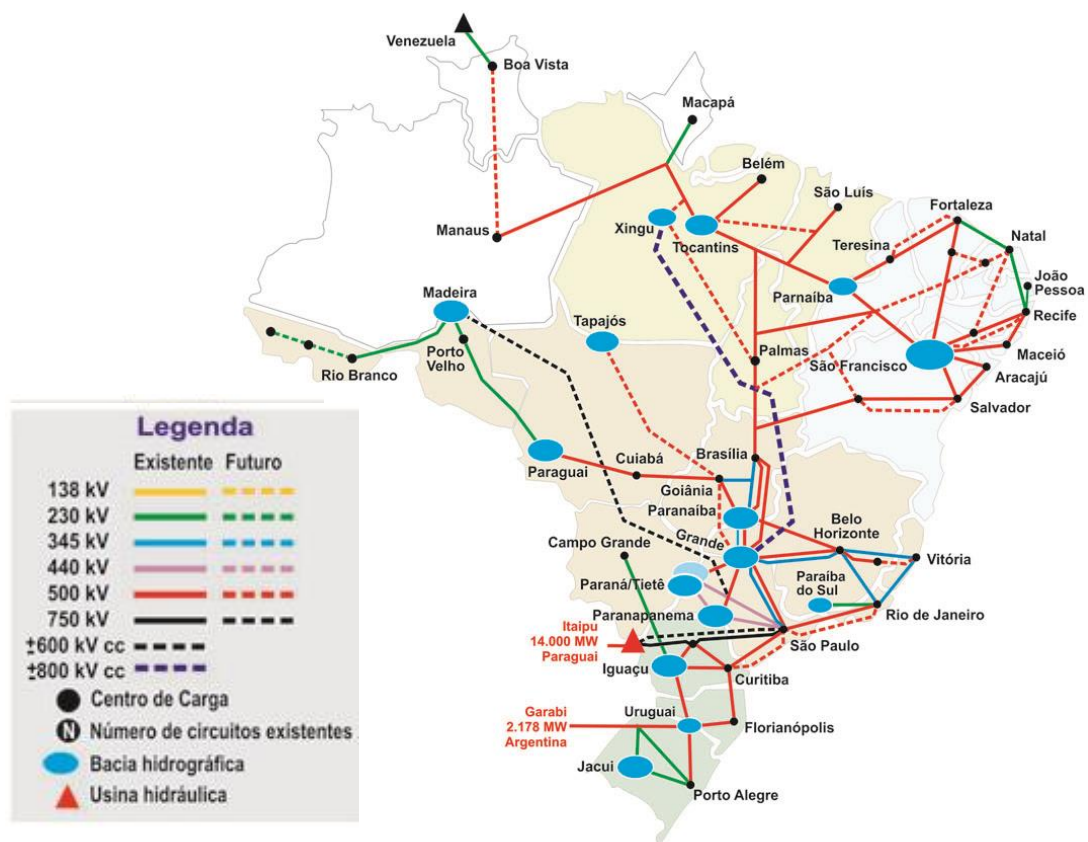 Venezuela
Boa Vista
Macapá
Belém
São Luís
Fortaleza
Manaus
Xingu
Tocantins
Teresina
Natal
João
Pessoa
Parnaíba
Recife
Madeira
Tapajós
Palmas
São Francisco
Maceió
Aracajú
Rio Branco
Porto
Velho
Salvador
Paraguai
Cuiabá
Brasília
Goiânia
Paranaíba
Belo
Horizonte
Grande
Vitória
Campo Grande
Paraná/Tietê
Paraíba
do Sul
Paranapanema
Rio de Janeiro
Itaipu
14.000 MW
Paraguai
São Paulo
Iguaçu
Curitiba
Garabi
2.178 MW
Argentina
Uruguai
Florianópolis
Jacui
Porto Alegre
Legenda
Existente Futuro
138 kV
230 kV
345 kV
440 kV
500 kV
750 kV
±600 kV cc
±800 kV cc
Centro de Carga
N Número de circuitos existentes
Bacia hidrográfica
Usina hidráulica